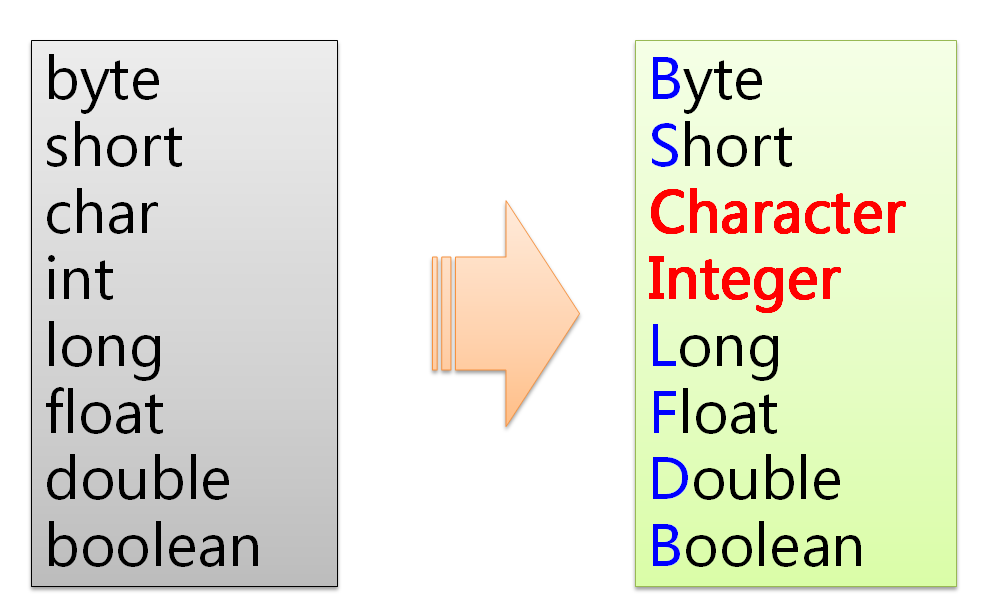 byte
short
char
int
long
float
double
boolean
Byte
Short
Character
Integer
Long
Float
Double
Boolean